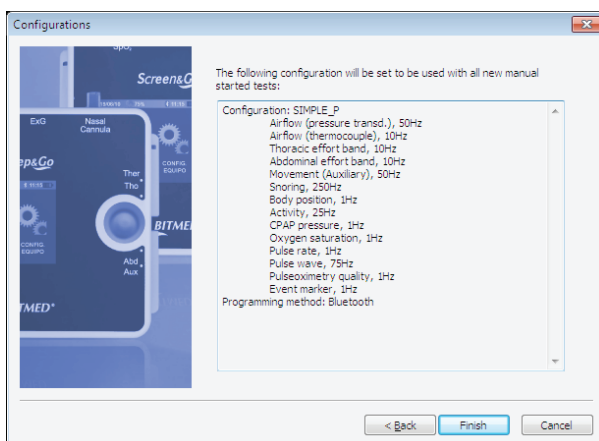 Configurations
SpO2
Screen&G
ExG
Nasal
Cannula
Ther
Tho
ep&Go
CONFIG.
EQUIPO
CONFIG.
EQUIPO
BITME
Abd
Aux
TMED
The following configuration will be set to be used with all new manual
started tests:
Configuration: SIMPLE_P
Airflow (pressure transd.), 50Hz
Airflow (thermocouple), 10Hz
Thoracic effort band, 10Hz
Abdominal effort band, 10Hz
Movement (Auxiliary), 50Hz
Snoring, 250Hz
Body position, 1Hz
Activity, 25Hz
CPAP pressure, 1Hz
Oxygen saturation, 1Hz
Pulse rate, 1Hz
Pulse wave, 75Hz
Pulseoximetry quality, 1Hz
Event marker, 1Hz
Programming method: Bluetooth
< Back
Finish
Cancel